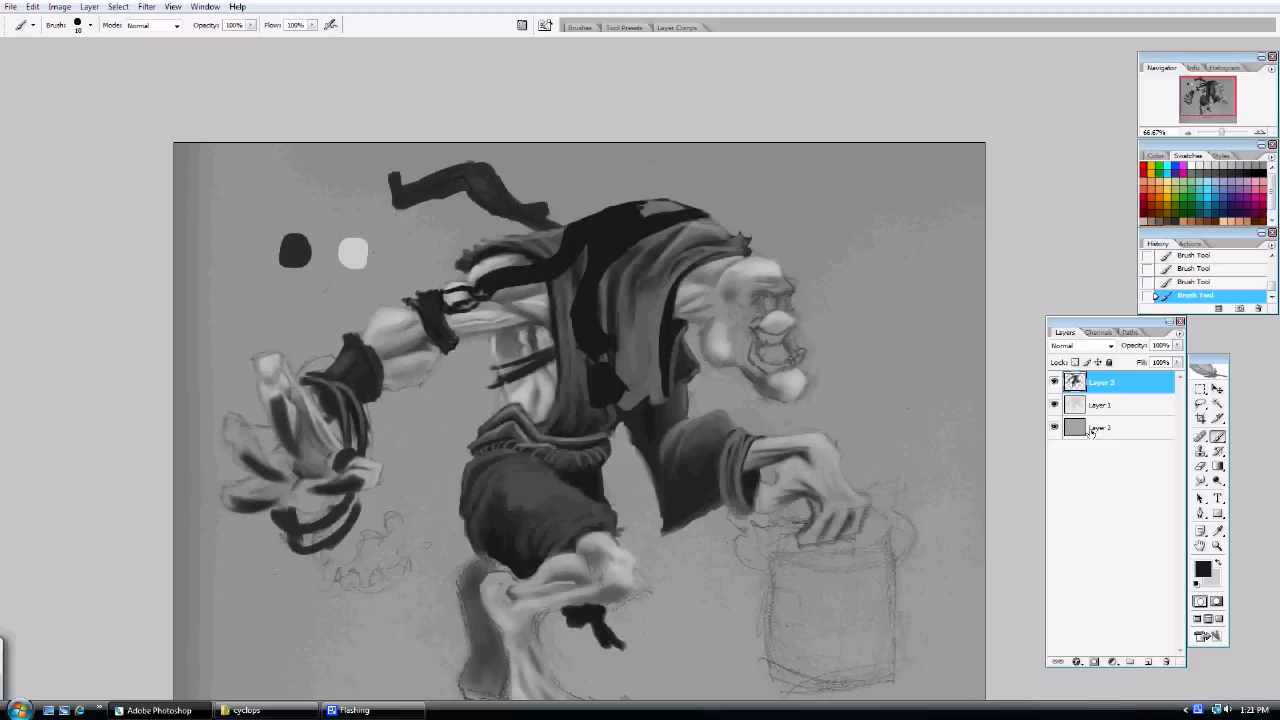 File Edit Image Layer Select Filter View Window Help
Brush: 10 Mode: Normal Opacity: 100% Flow: 100% Brushes Tool Presets Layer Comps
Navigator Info Histogram
66.67%
Color Swatches Styles
History Actions
Brush Tool
Brush Tool
Brush Tool
Brush Tool
Layers Channels Paths
Normal Opacity: 100%
Lock: Fill: 100%
Layer 3
Layer 1
Layer 2
Adobe Photoshop cyclops Flashing 1:21 PM